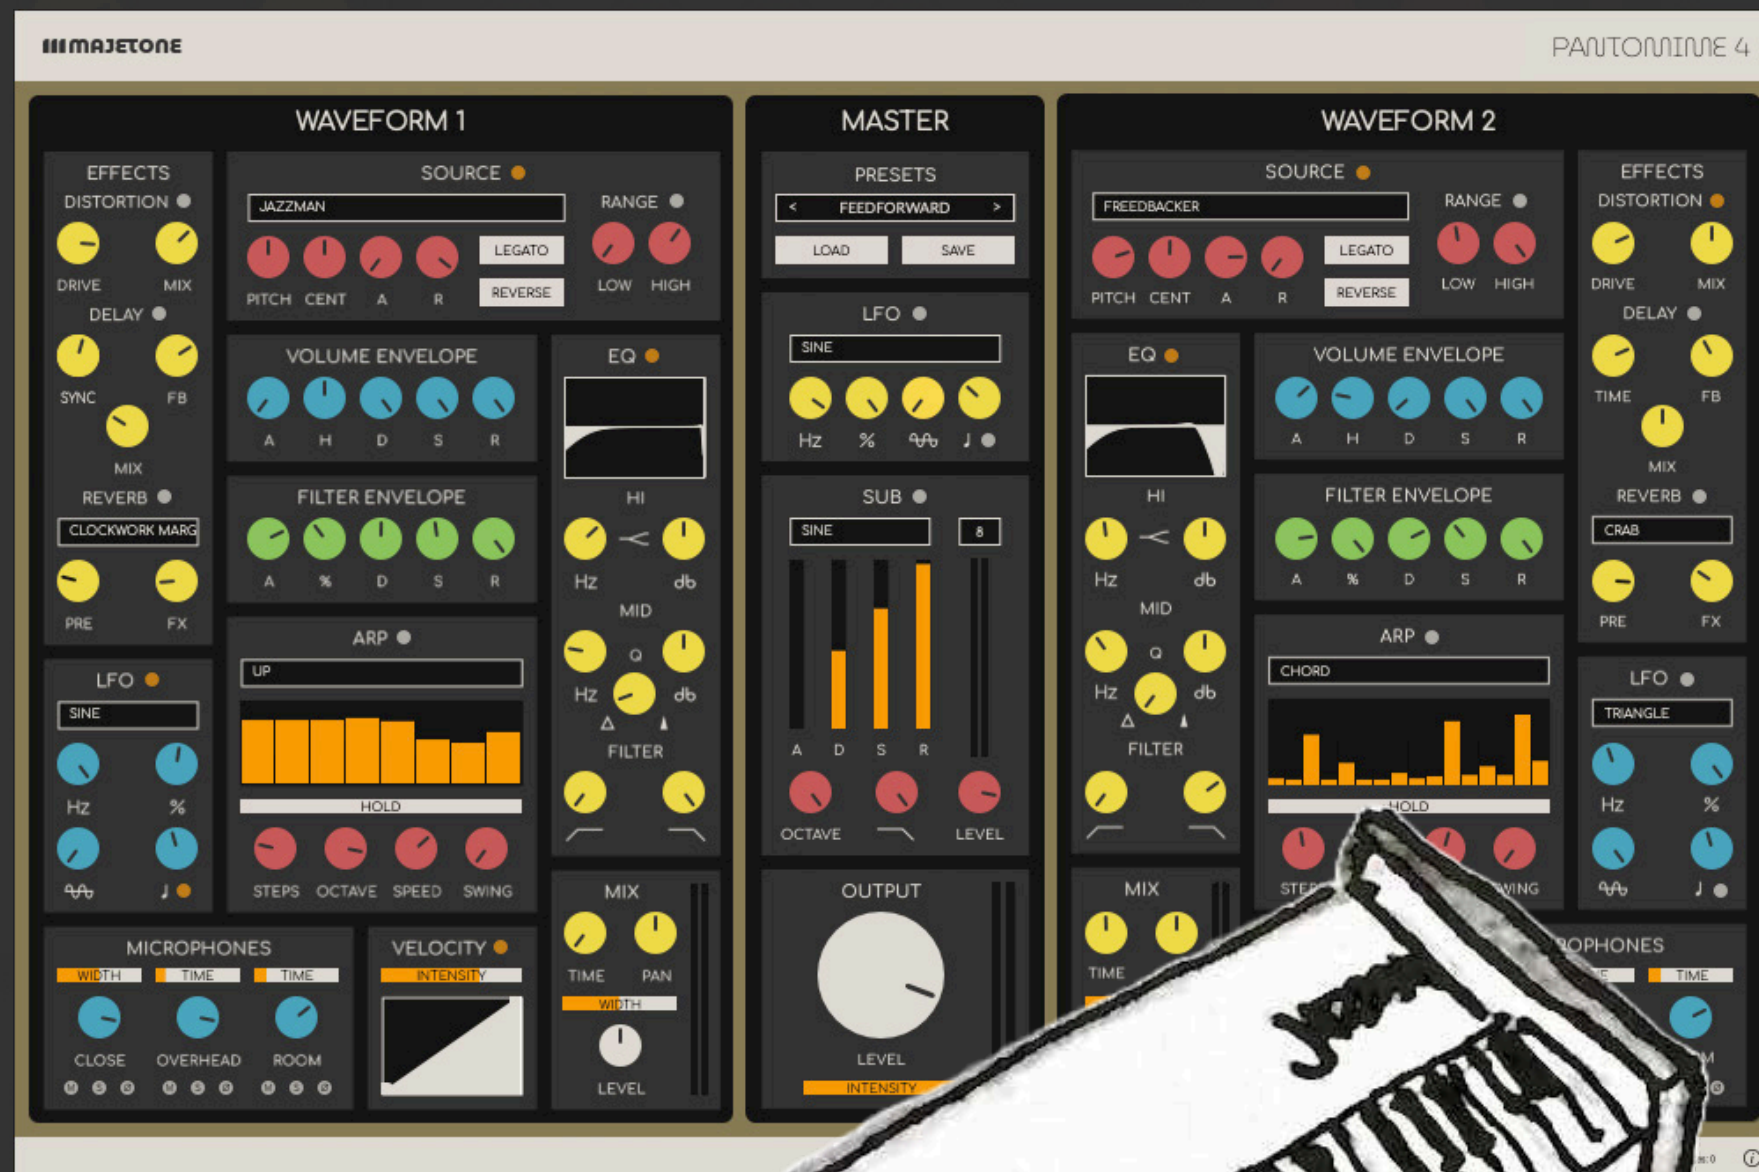 MAJETONE
PANTOMIME 4
WAVEFORM 1
EFFECTS
DISTORTION
DRIVE MIX
DELAY
SYNC FB
MIX
REVERB
CLOCKWORK MARG
PRE FX
LFO
SINE
Hz %
SOURCE
JAZZMAN
PITCH CENT A R
LEGATO
REVERSE
RANGE
LOW HIGH
VOLUME ENVELOPE
A H D S R
FILTER ENVELOPE
A % D S R
ARP
UP
HOLD
STEPS OCTAVE SPEED SWING
EQ
HI
Hz db
MID
Q
Hz db
FILTER
MICROPHONES
WIDTH TIME TIME
CLOSE OVERHEAD ROOM
M S Ø M S Ø M S Ø
VELOCITY
INTENSITY
MIX
TIME PAN
WIDTH
LEVEL
MASTER
PRESETS
< FEEDFORWARD >
LOAD SAVE
LFO
SINE
Hz %
SUB
SINE 8
A D S R
OCTAVE LEVEL
OUTPUT
LEVEL
INTENSITY
WAVEFORM 2
SOURCE
FREEDBACKER
PITCH CENT A R
LEGATO
REVERSE
RANGE
LOW HIGH
EQ
HI
Hz db
MID
Q
Hz db
FILTER
VOLUME ENVELOPE
A H D S R
FILTER ENVELOPE
A % D S R
ARP
CHORD
HOLD
EFFECTS
DISTORTION
DRIVE MIX
DELAY
TIME FB
MIX
REVERB
CRAB
PRE FX
LFO
TRIANGLE
Hz %
MIX
TIME
TIME